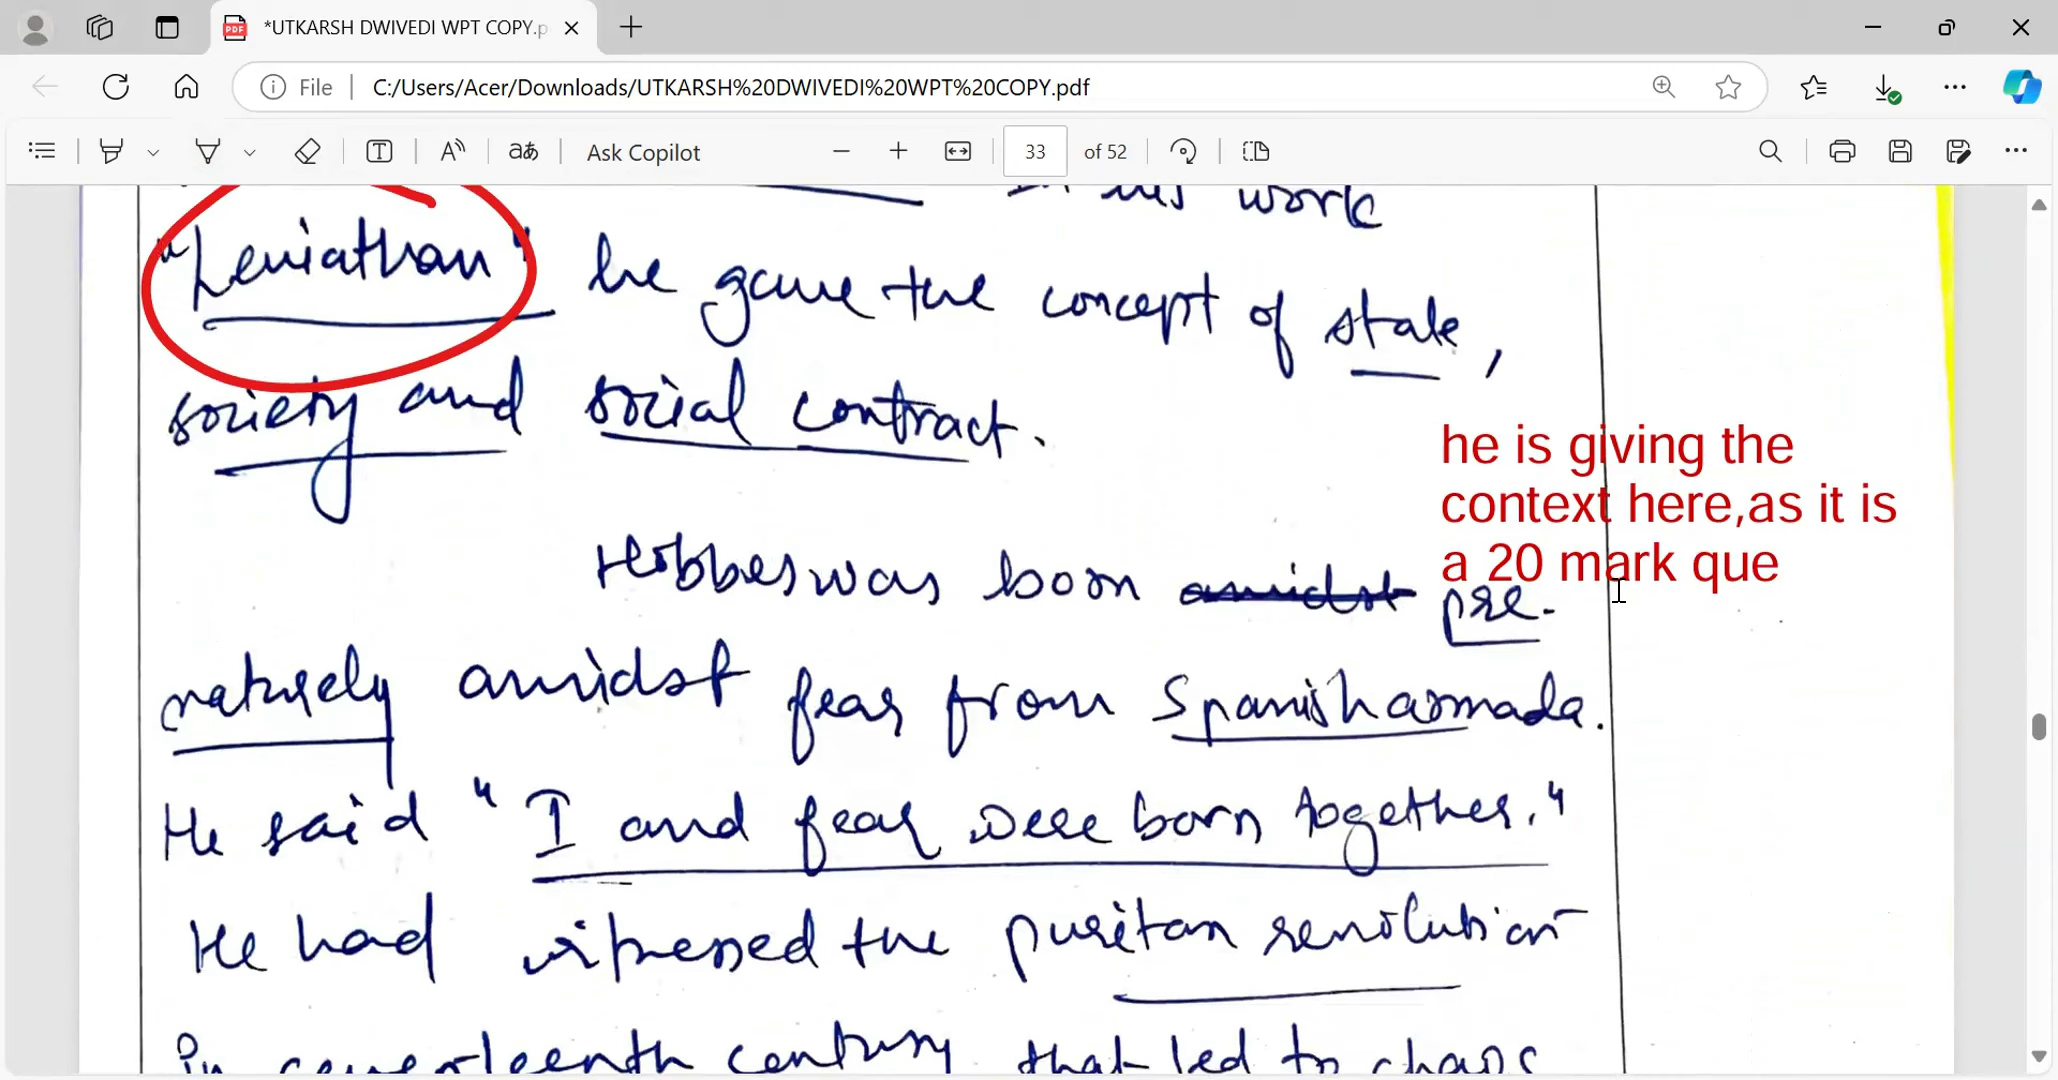 *UTKARSH DWIVEDI WPT COPY.p
File
C:/Users/Acer/Downloads/UTKARSH%20DWIVEDI%20WPT%20COPY.pdf
Ask Copilot
33 of 52
In his work
"Leviathan" he gave the concept of state,
society and social contract.
he is giving the
context here,as it is
a 20 mark que
Hobbes was born amidst pre-
maturely amidst fear from Spanish armada.
He said "I and fear were born together."
He had witnessed the puritan revolution
In seventeenth century that led to chaos